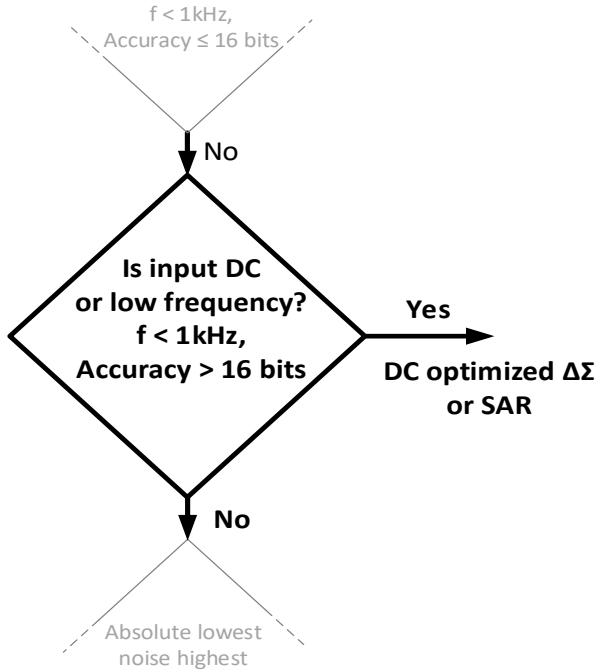 f < 1kHz,
Accuracy ≤ 16 bits
No
Is input DC
or low frequency?
f < 1kHz,
Accuracy > 16 bits
Yes
DC optimized ΔΣ
or SAR
No
Absolute lowest
noise highest